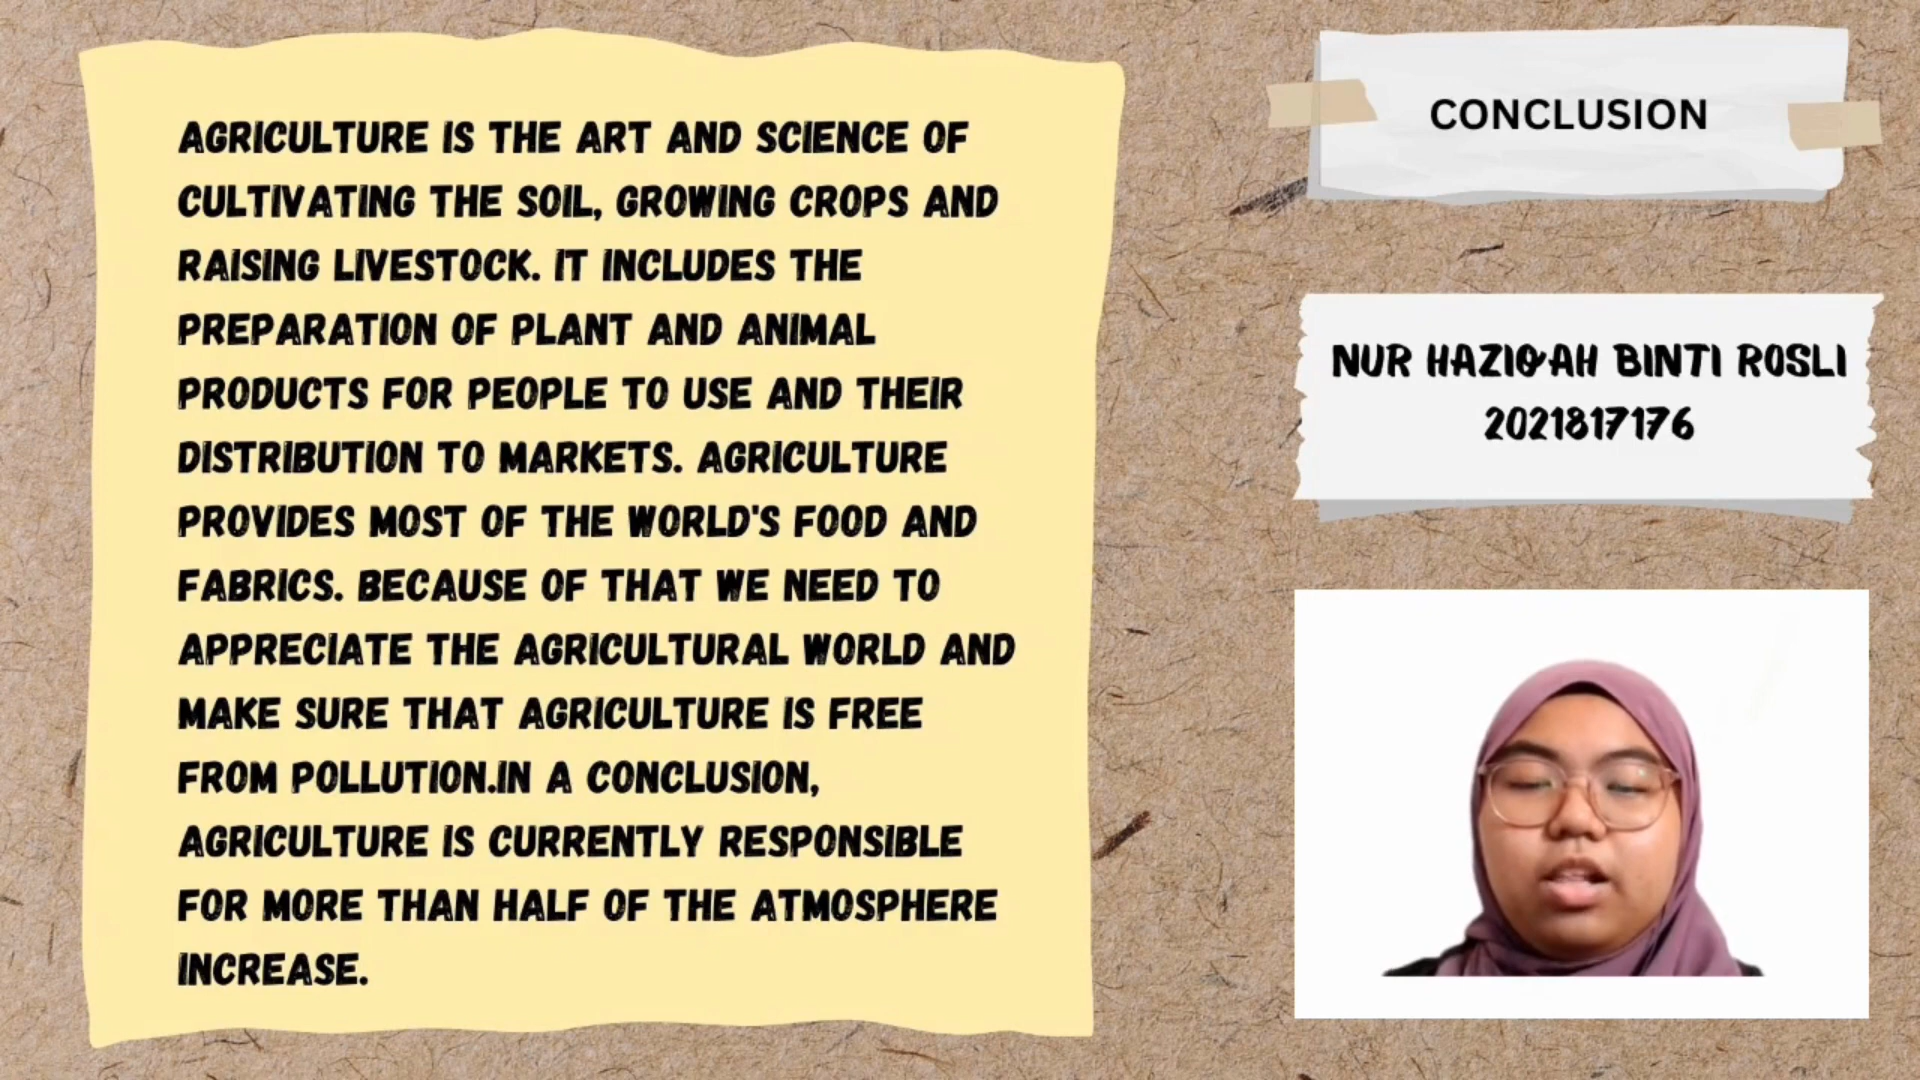 AGRICULTURE IS THE ART AND SCIENCE OF
CULTIVATING THE SOIL, GROWING CROPS AND
RAISING LIVESTOCK. IT INCLUDES THE
PREPARATION OF PLANT AND ANIMAL
PRODUCTS FOR PEOPLE TO USE AND THEIR
DISTRIBUTION TO MARKETS. AGRICULTURE
PROVIDES MOST OF THE WORLD'S FOOD AND
FABRICS. BECAUSE OF THAT WE NEED TO
APPRECIATE THE AGRICULTURAL WORLD AND
MAKE SURE THAT AGRICULTURE IS FREE
FROM POLLUTION.IN A CONCLUSION,
AGRICULTURE IS CURRENTLY RESPONSIBLE
FOR MORE THAN HALF OF THE ATMOSPHERE
INCREASE.
CONCLUSION
NUR HAZIQAH BINTI ROSLI
2021817176